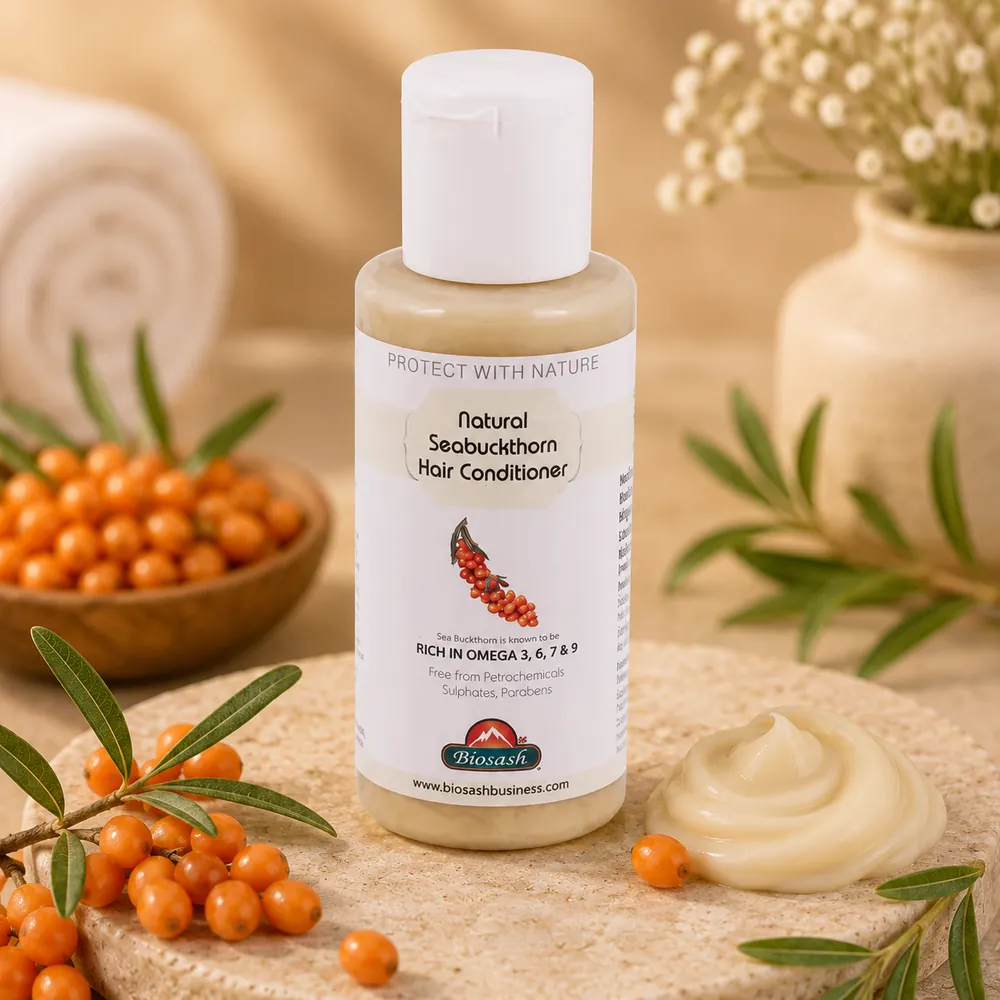 PROTECT WITH NATURE
Natural
Seabuckthorn
Hair Conditioner
Sea Buckthorn is known to be
RICH IN OMEGA 3, 6, 7 & 9
Free from Petrochemicals
Sulphates, Parabens
Biosash
www.biosashbusiness.com